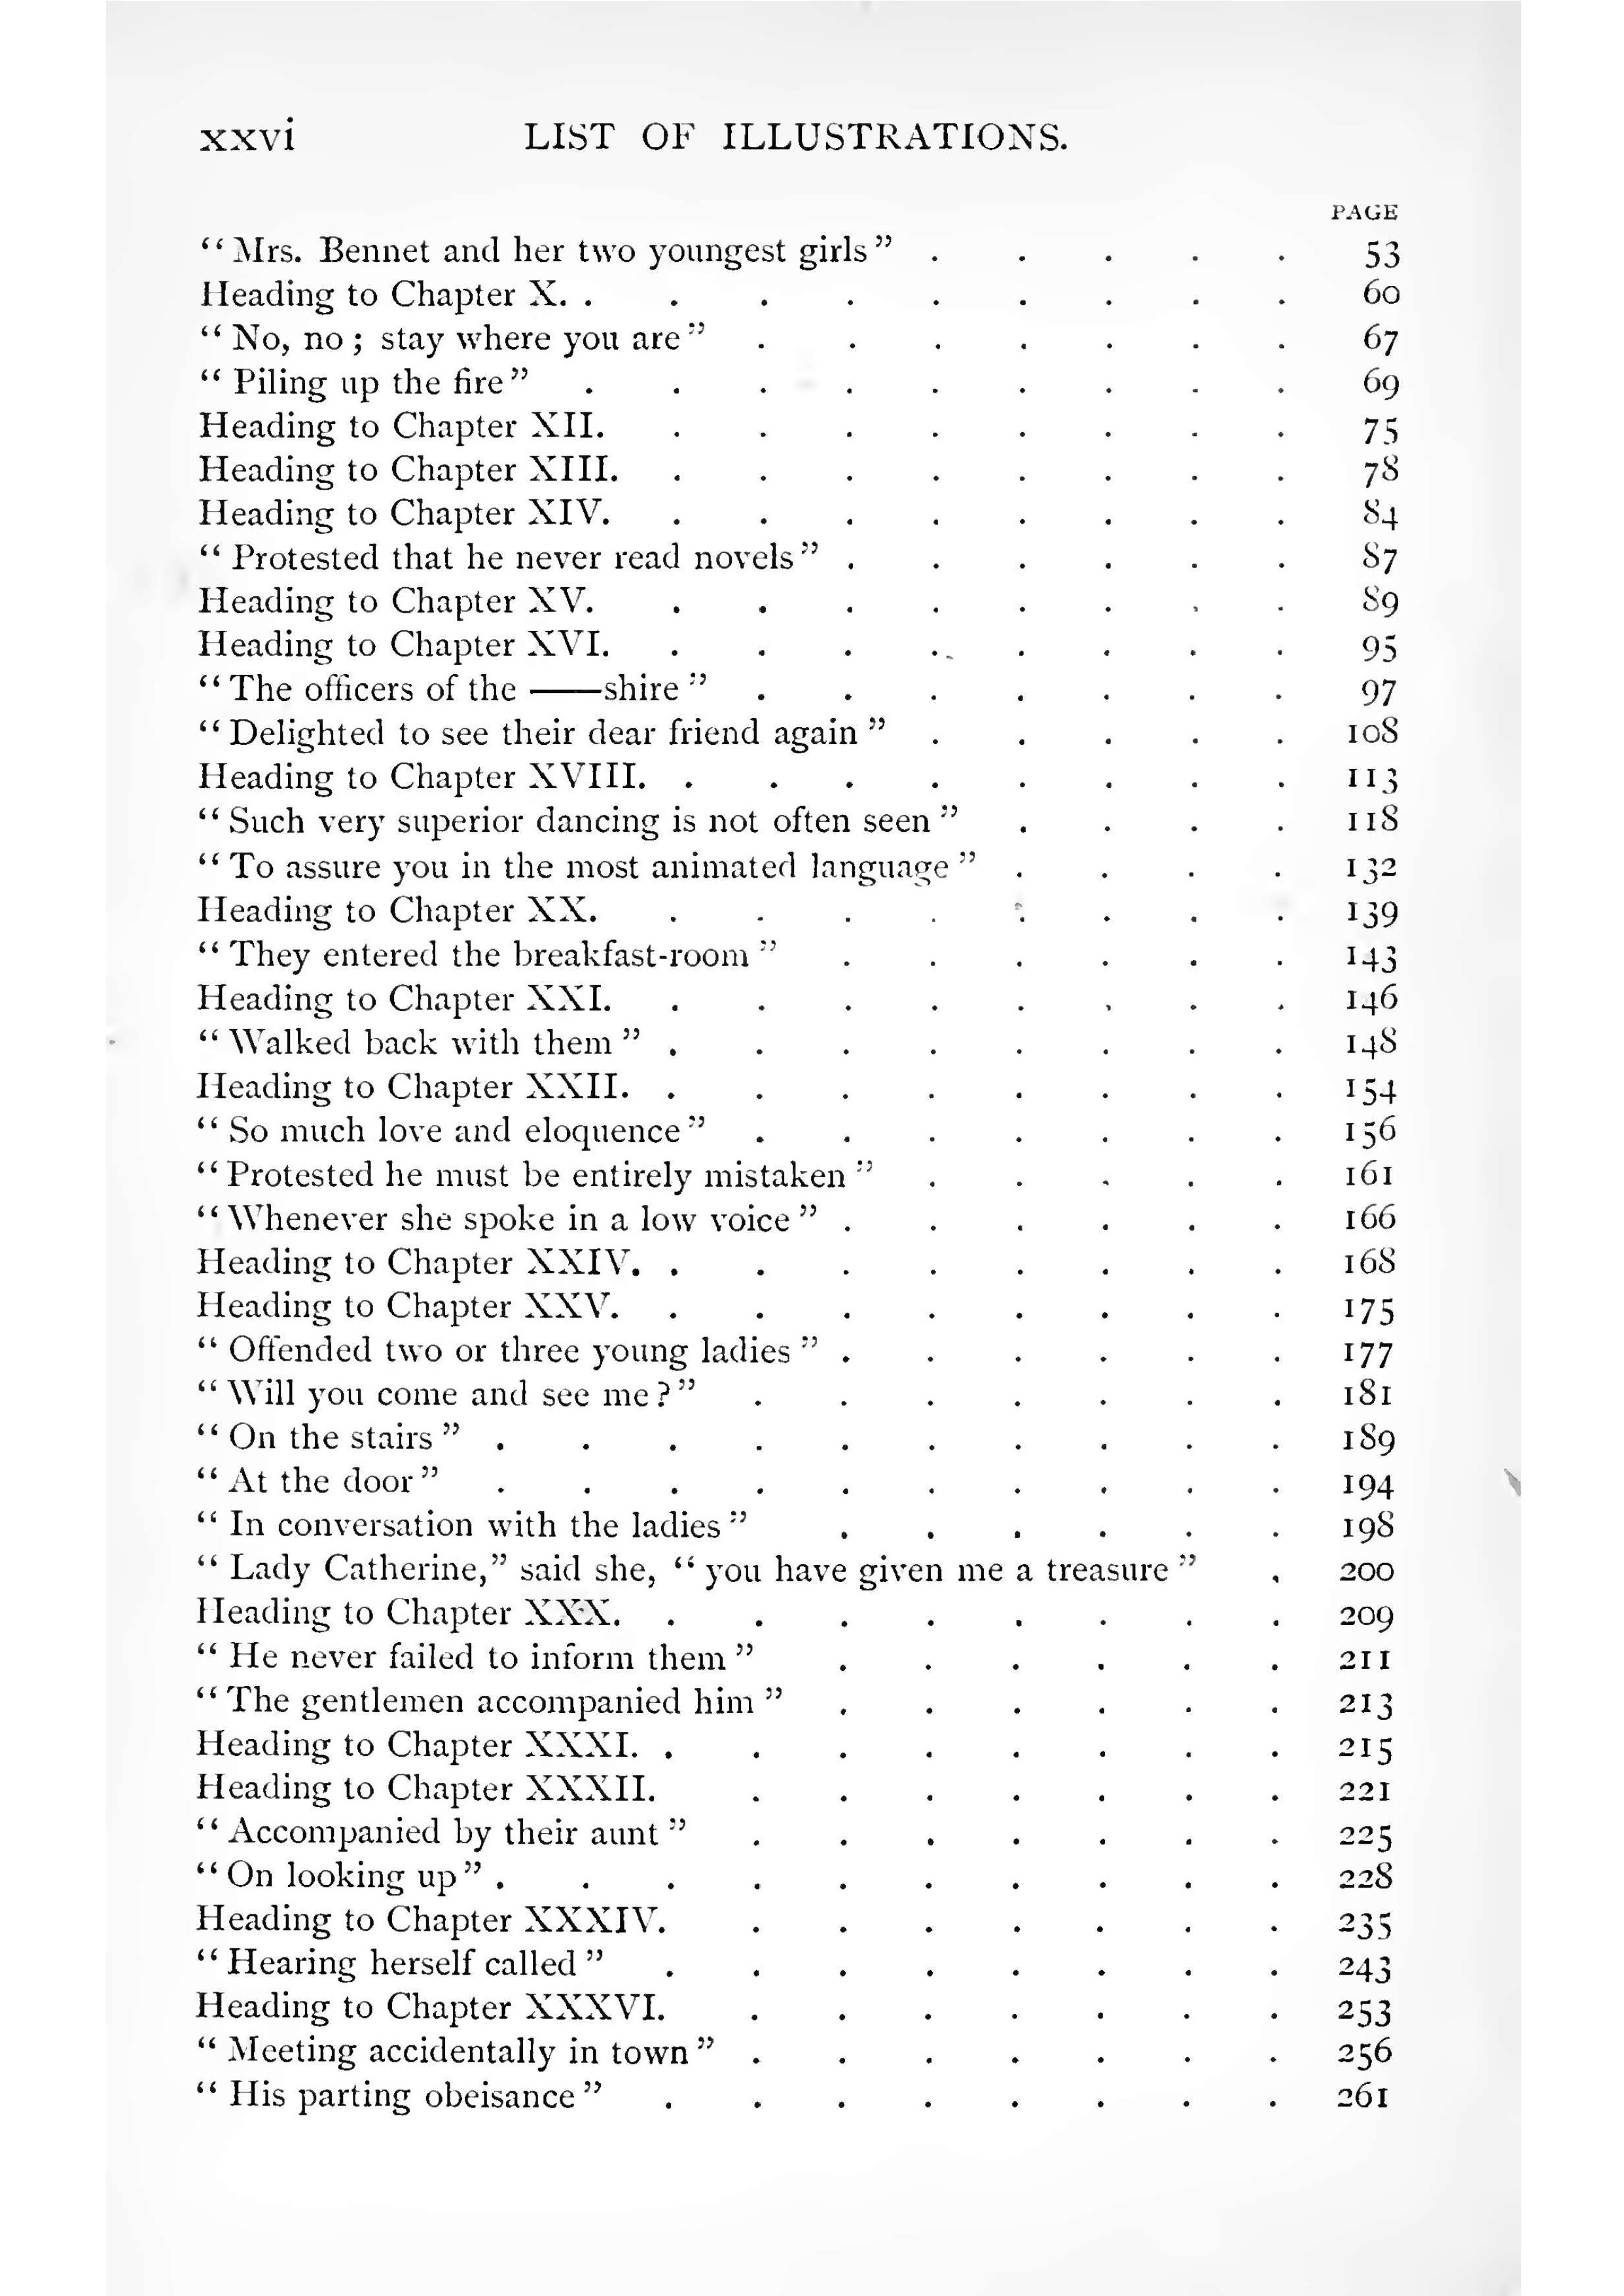 xxvi LIST OF ILLUSTRATIONS.
PAGE
“Mrs. Bennet and her two youngest girls” . . . . . 53
Heading to Chapter X. . . . . . . . . . 60
“No, no; stay where you are” . . . . . . . 67
“Piling up the fire” . . . . . . . . . 69
Heading to Chapter XII. . . . . . . . . 75
Heading to Chapter XIII. . . . . . . . . 78
Heading to Chapter XIV. . . . . . . . . 84
“Protested that he never read novels” . . . . . . 87
Heading to Chapter XV. . . . . . . . . 89
Heading to Chapter XVI. . . . . . . . . 95
“The officers of the ——shire” . . . . . . . 97
“Delighted to see their dear friend again” . . . . . 108
Heading to Chapter XVIII. . . . . . . . . 113
“Such very superior dancing is not often seen” . . . . 118
“To assure you in the most animated language” . . . . 132
Heading to Chapter XX. . . . . . . . . 139
“They entered the breakfast-room” . . . . . . 143
Heading to Chapter XXI. . . . . . . . . 146
“Walked back with them” . . . . . . . . 148
Heading to Chapter XXII. . . . . . . . . 154
“So much love and eloquence” . . . . . . . 156
“Protested he must be entirely mistaken” . . . . . 161
“Whenever she spoke in a low voice” . . . . . . 166
Heading to Chapter XXIV. . . . . . . . . 168
Heading to Chapter XXV. . . . . . . . . 175
“Offended two or three young ladies” . . . . . . 177
“Will you come and see me?” . . . . . . . 181
“On the stairs” . . . . . . . . . . 189
“At the door” . . . . . . . . . . 194
“In conversation with the ladies” . . . . . . 198
“Lady Catherine,” said she, “you have given me a treasure” . 200
Heading to Chapter XXX. . . . . . . . . 209
“He never failed to inform them” . . . . . . 211
“The gentlemen accompanied him” . . . . . . 213
Heading to Chapter XXXI. . . . . . . . . 215
Heading to Chapter XXXII. . . . . . . . 221
“Accompanied by their aunt” . . . . . . . 225
“On looking up” . . . . . . . . . . 228
Heading to Chapter XXXIV. . . . . . . . 235
“Hearing herself called” . . . . . . . . 243
Heading to Chapter XXXVI. . . . . . . . 253
“Meeting accidentally in town” . . . . . . . 256
“His parting obeisance” . . . . . . . . 261